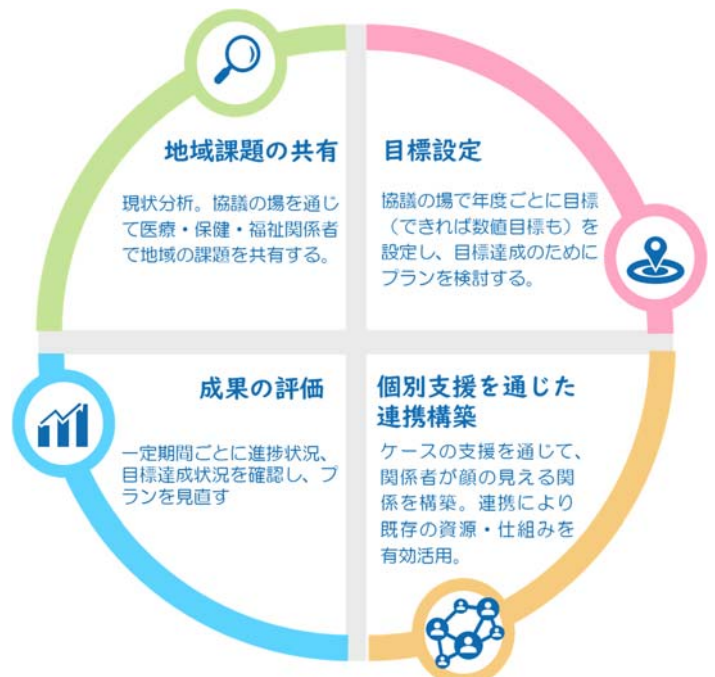 地域課題の共有
現状分析。協議の場を通じ
て医療・保健・福祉関係者
で地域の課題を共有する。
目標設定
協議の場で年度ごとに目標
（できれば数値目標も）を
設定し、目標達成のために
プランを検討する。
成果の評価
一定期間ごとに進捗状況、
目標達成状況を確認し、プ
ランを見直す
個別支援を通じた
連携構築
ケースの支援を通じて、
関係者が顔の見える関
係を構築。連携により
既存の資源・仕組みを
有効活用。